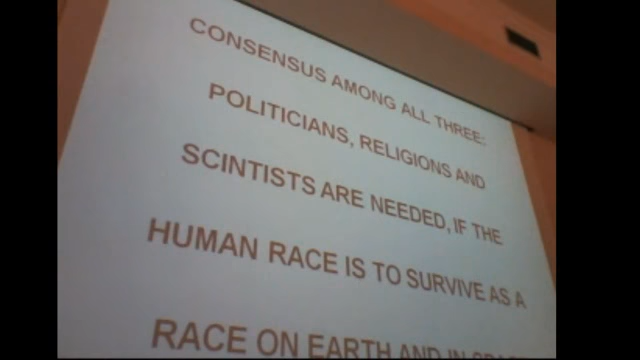 CONSENSUS AMONG ALL THREE:
POLITICIANS, RELIGIONS AND
SCINTISTS ARE NEEDED, IF THE
HUMAN RACE IS TO SURVIVE AS A
RACE ON EARTH AND IN